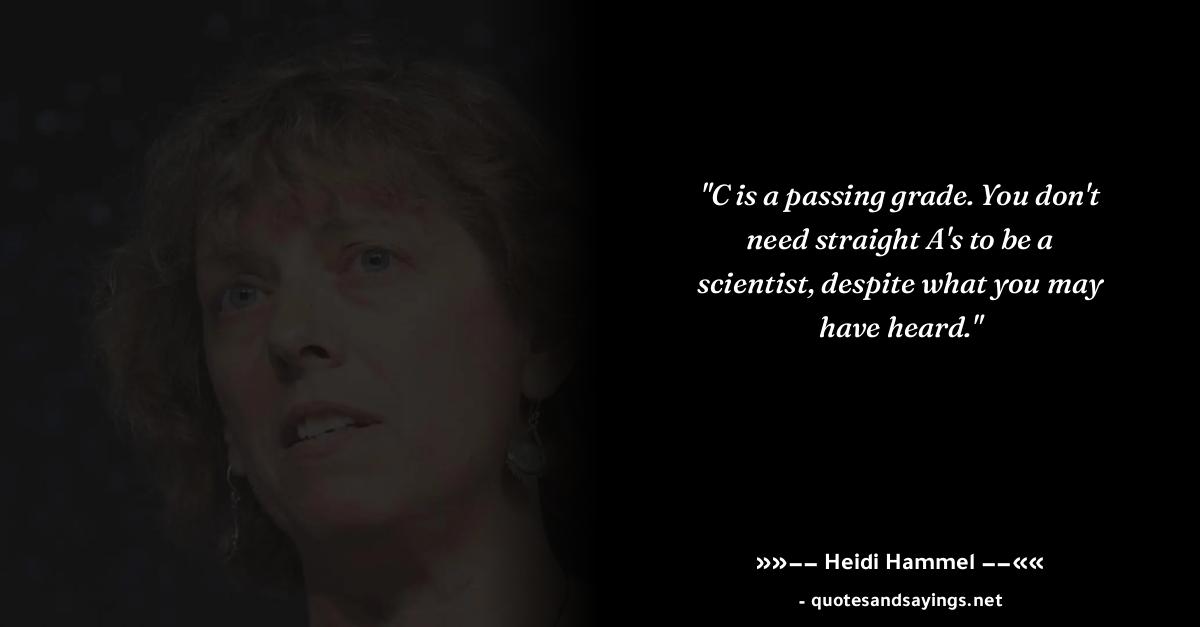 "C is a passing grade. You don't
need straight A's to be a
scientist, despite what you may
have heard."
»»−− Heidi Hammel −−««
- quotesandsayings.net